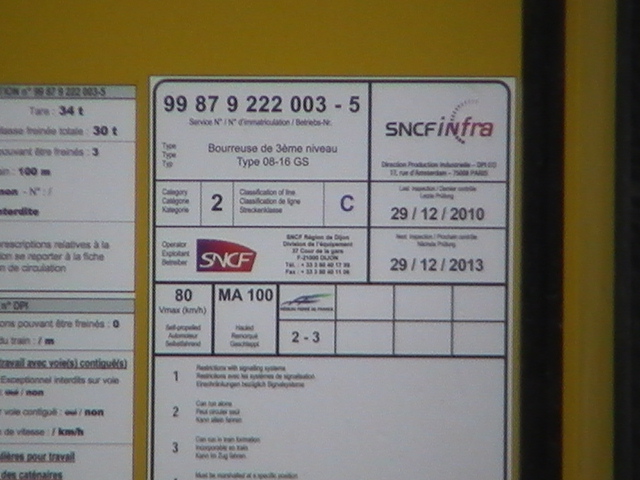 TION n° 99 87 9 222 003-5
Tare : 34 t
Masse freinée totale : 30 t
pouvant être freinés : 3
in : 100 m
non - N° : /
nterdite
rescriptions relatives à la
on se reporter à la fiche
n de circulation
n° DPI
ons pouvant être freinés : 0
du train : / m
travail avec voie(s) contiguë(s)
Exceptionnel interdits sur voie
: oui / non
r voie contiguë : oui / non
n de vitesse : / km/h
lières pour travail
des caténaires
99 87 9 222 003 - 5
Service N° / N° d'immatriculation / Betriebs-Nr.
Type
Type
Typ
Bourreuse de 3ème niveau
Type 08-16 GS
SNCF infra
Direction Production Industrielle - DPI-CO
17, rue d'Amsterdam - 75008 PARIS
Category
Catégorie
Kategorie
2
Classification of line
Classification de ligne
Streckenklasse
C
Last inspection / Dernier contrôle
Letzte Prüfung
29 / 12 / 2010
Operator
Exploitant
Betreiber
SNCF
SNCF Région de Dijon
Division de l'équipement
37 Cour de la gare
F-21000 DIJON
Next inspection / Prochain contrôle
Nächste Prüfung
29 / 12 / 2013
80
Vmax (km/h)
MA 100
RÉSEAU FERRÉ DE FRANCE
Self-propelled
Automoteur
Selbstfahrend
Hauled
Remorqué
Geschleppt
2 - 3
1
Restrictions with signalling systems
Restrictions avec les systèmes de signalisation
Einschränkungen bezüglich Signalsysteme
2
Can run alone
Peut circuler seul
Kann allein fahren
3
Can run in train formation
Incorporable en train
Kann im Zug fahren
Must be marshalled at a specific position